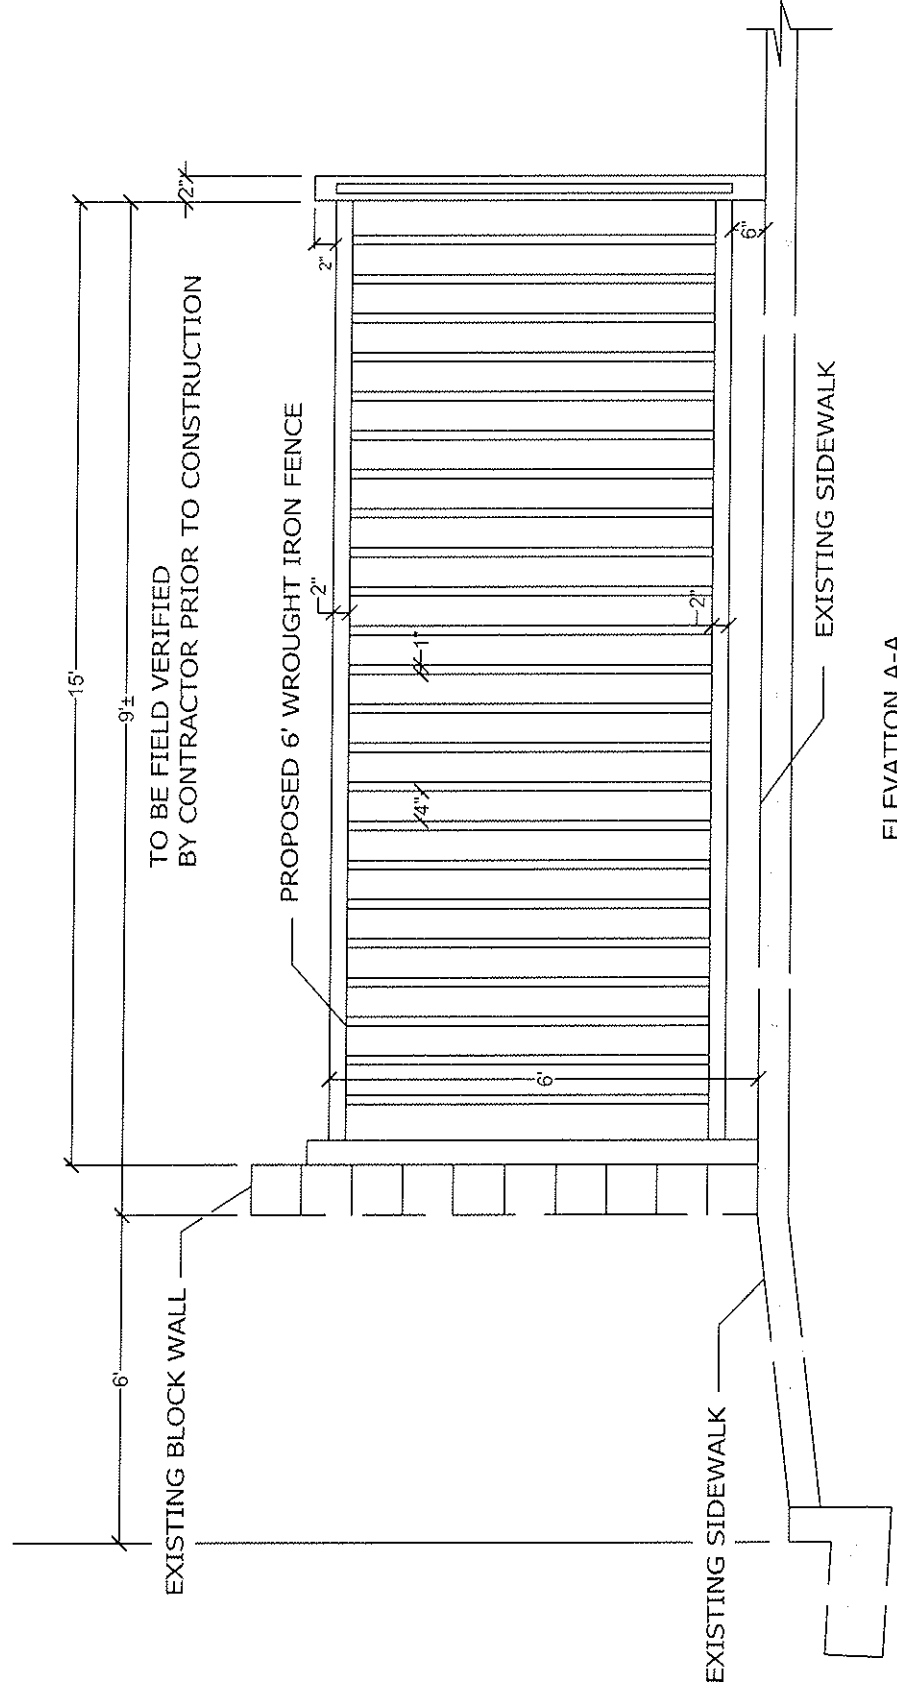 15'
9'±
2"
6'
TO BE FIELD VERIFIED
BY CONTRACTOR PRIOR TO CONSTRUCTION
EXISTING BLOCK WALL
PROPOSED 6' WROUGHT IRON FENCE
2"
2"
4"
1"
6'
2"
6"
EXISTING SIDEWALK
EXISTING SIDEWALK
ELEVATION A-A